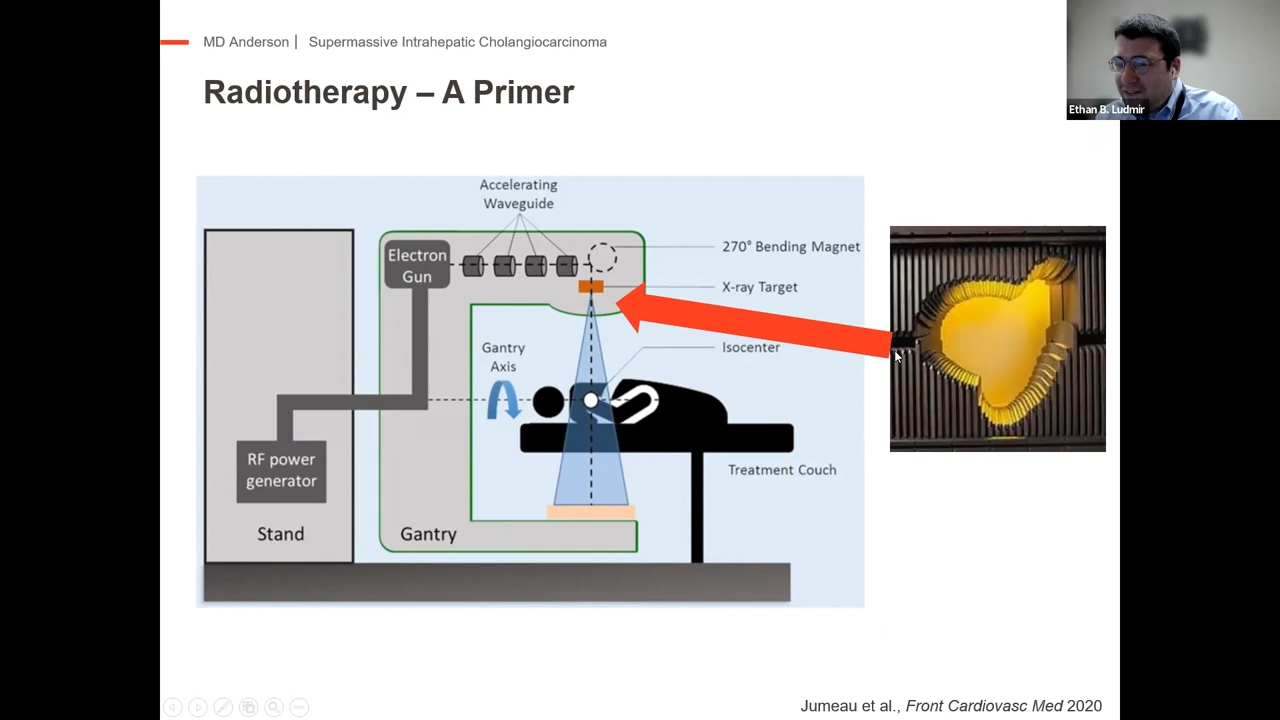 MD Anderson | Supermassive Intrahepatic Cholangiocarcinoma
Ethan B. Ludmir
Radiotherapy – A Primer
Accelerating
Waveguide
Electron
Gun
270° Bending Magnet
X-ray Target
Isocenter
Gantry
Axis
RF power
generator
Treatment Couch
Stand
Gantry
Jumeau et al., Front Cardiovasc Med 2020